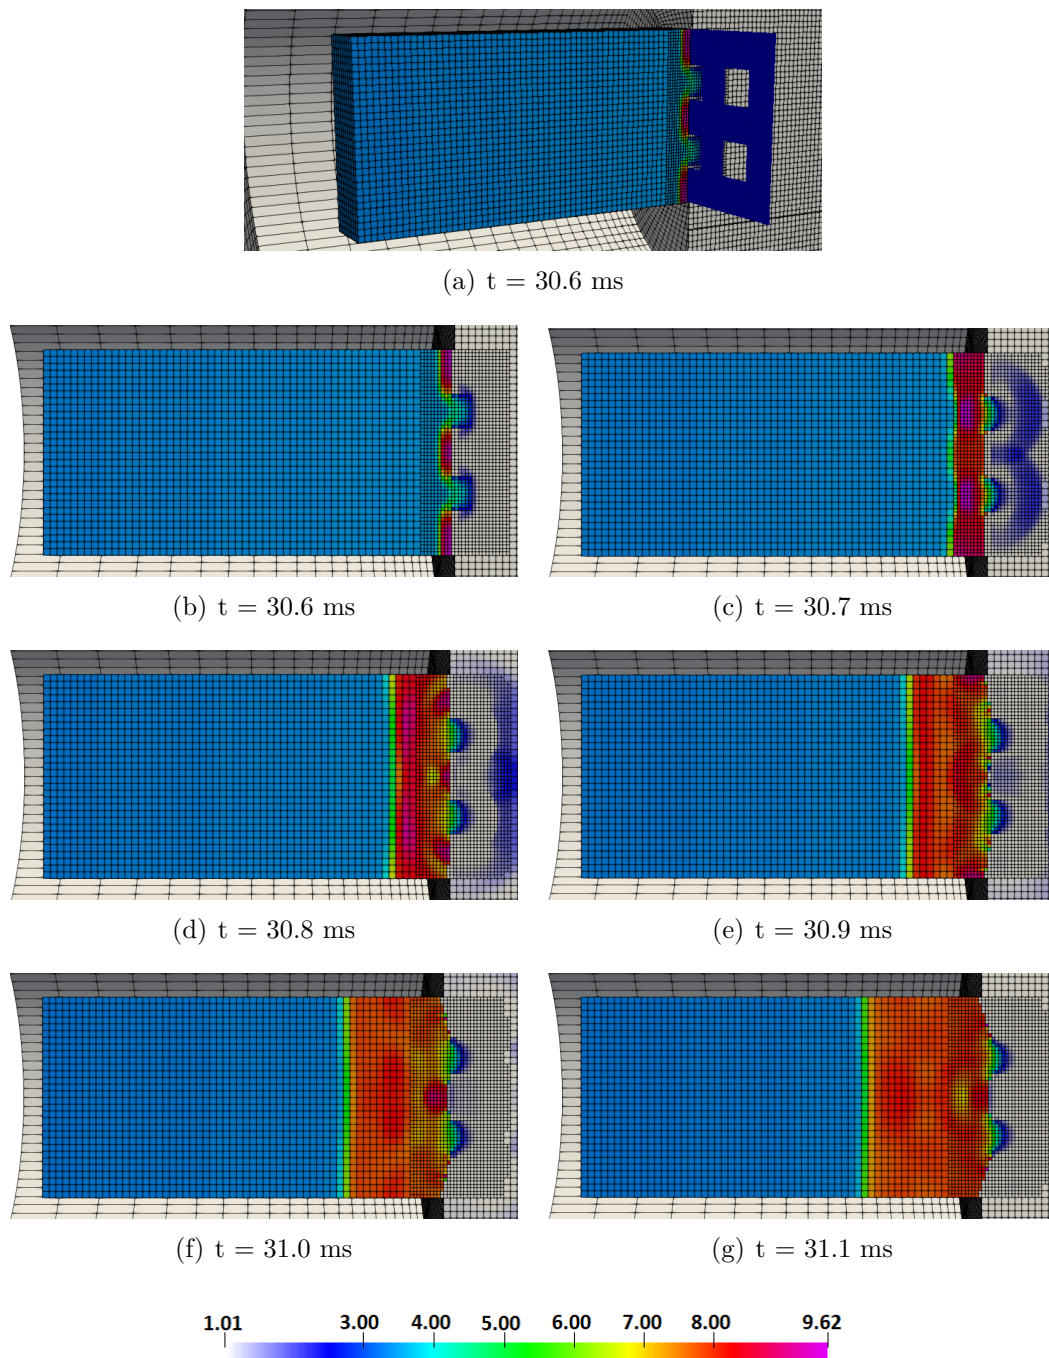 (a) t = 30.6 ms
(b) t = 30.6 ms
(c) t = 30.7 ms
(d) t = 30.8 ms
(e) t = 30.9 ms
(f) t = 31.0 ms
(g) t = 31.1 ms
1.01 3.00 4.00 5.00 6.00 7.00 8.00 9.62